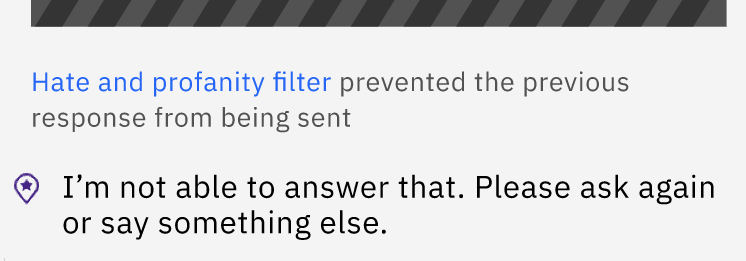 Hate and profanity filter prevented the previous
response from being sent
I’m not able to answer that. Please ask again
or say something else.